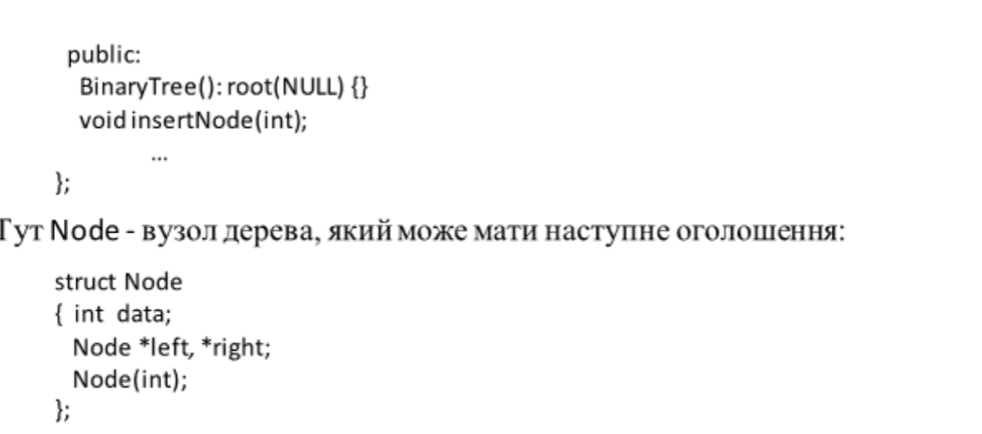 public:
BinaryTree(): root(NULL) {}
void insertNode(int);
...
};
Тут Node - вузол дерева, який може мати наступне оголошення:
struct Node
{ int data;
Node *left, *right;
Node(int);
};